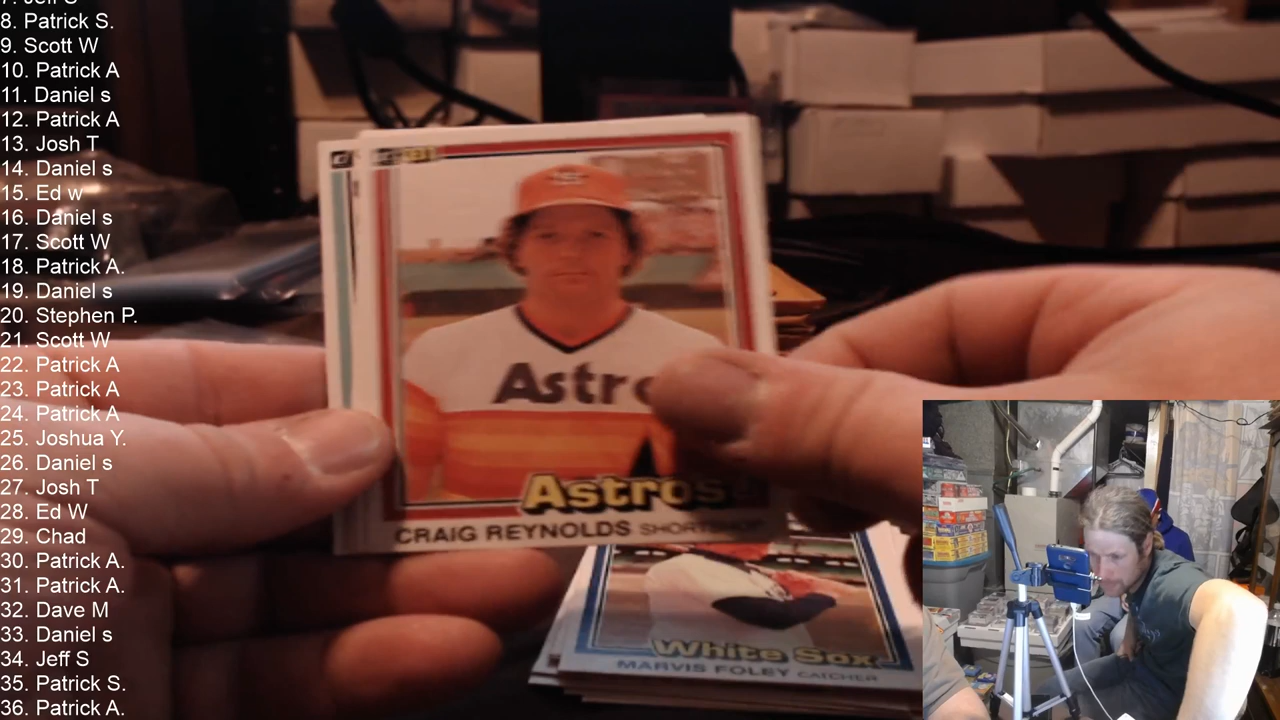 7. Jeff S
8. Patrick S.
9. Scott W
10. Patrick A
11. Daniel s
12. Patrick A
13. Josh T
14. Daniel s
15. Ed w
16. Daniel s
17. Scott W
18. Patrick A.
19. Daniel s
20. Stephen P.
21. Scott W
22. Patrick A
23. Patrick A
24. Patrick A
25. Joshua Y.
26. Daniel s
27. Josh T
28. Ed W
29. Chad
30. Patrick A.
31. Patrick A.
32. Dave M
33. Daniel s
34. Jeff S
35. Patrick S.
36. Patrick A.
Astro
Astros
CRAIG REYNOLDS
White Sox
MARVIS FOLEY CATCHER